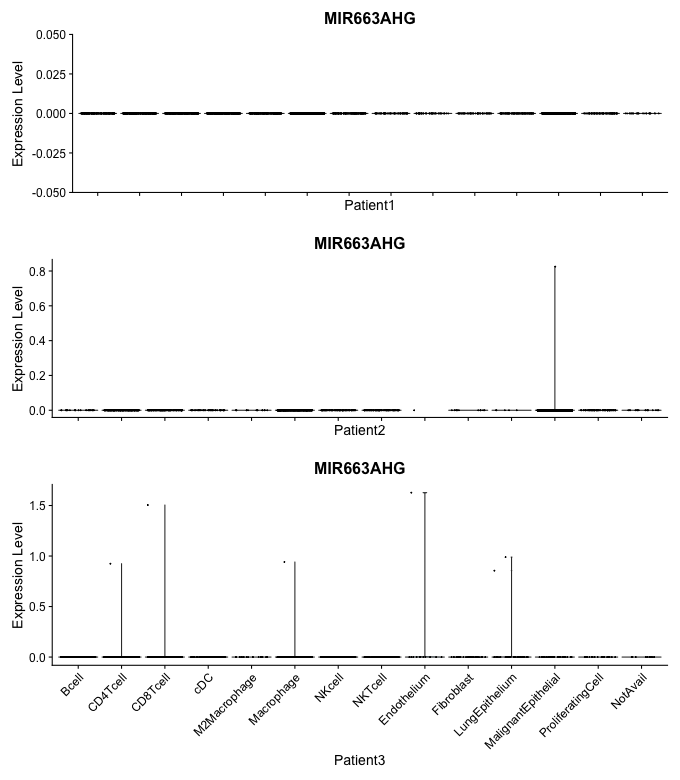 MIR663AHG
Expression Level
0.050
0.025
0.000
-0.025
-0.050
Patient1
MIR663AHG
Expression Level
0.8
0.6
0.4
0.2
0.0
Patient2
MIR663AHG
Expression Level
1.5
1.0
0.5
0.0
Bcell
CD4Tcell
CD8Tcell
cDC
M2Macrophage
Macrophage
NKcell
NKTcell
Endothelium
Fibroblast
LungEpithelium
MalignantEpithelial
ProliferatingCell
NotAvail
Patient3